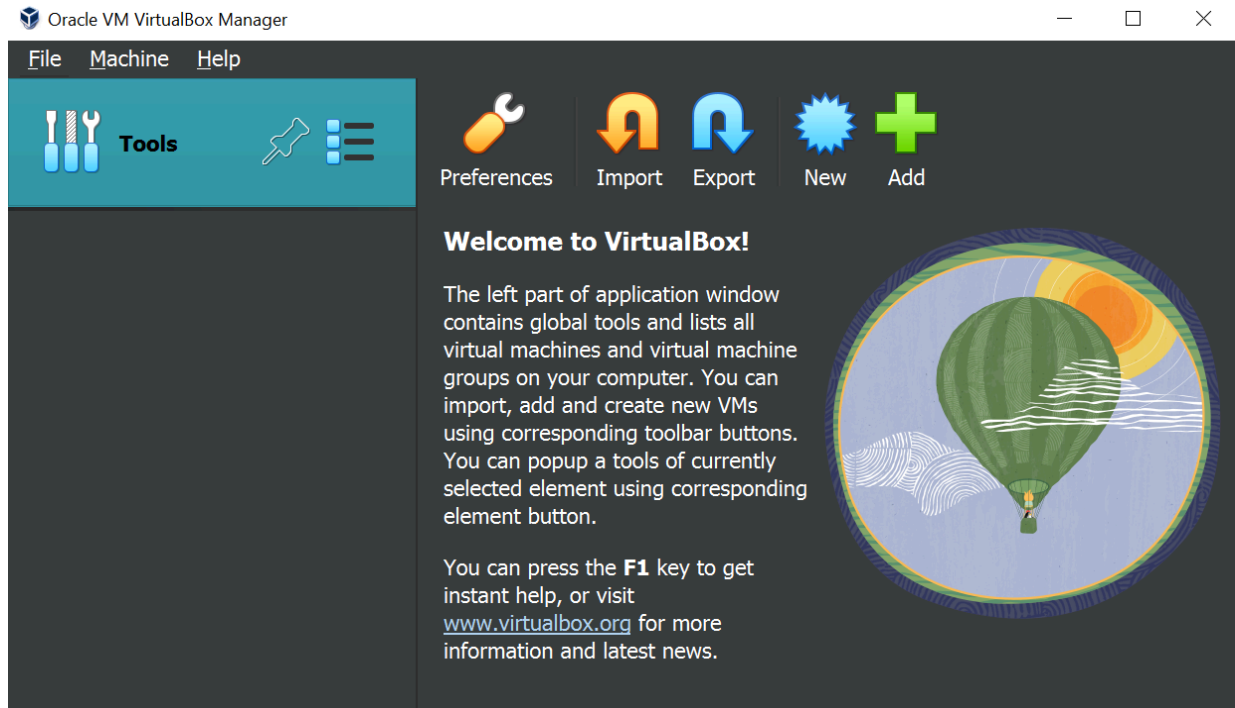 Oracle VM VirtualBox Manager
File Machine Help
Tools
Preferences Import Export New Add
Welcome to VirtualBox!
The left part of application window
contains global tools and lists all
virtual machines and virtual machine
groups on your computer. You can
import, add and create new VMs
using corresponding toolbar buttons.
You can popup a tools of currently
selected element using corresponding
element button.
You can press the F1 key to get
instant help, or visit
www.virtualbox.org for more
information and latest news.